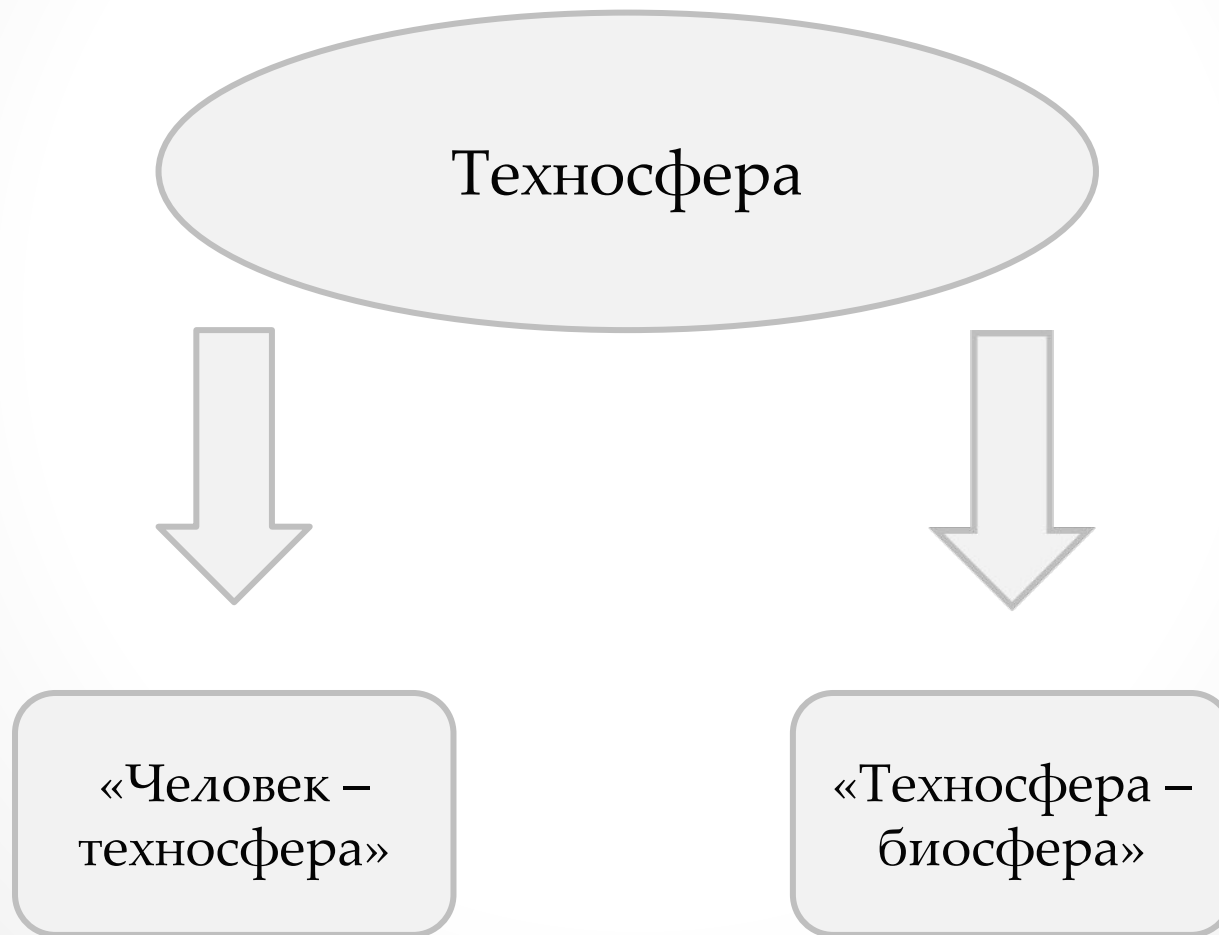 Техносфера
«Человек –
техносфера»
«Техносфера –
биосфера»